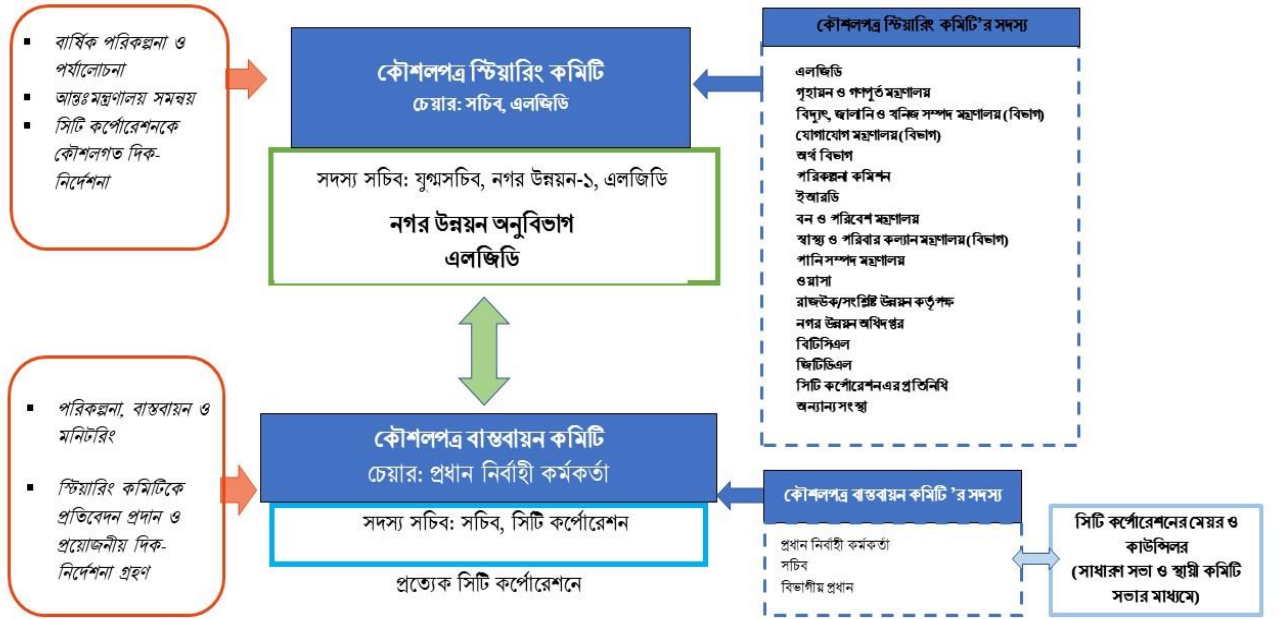 বার্ষিক পরিকল্পনা ও
পর্যালোচনা
আন্তঃমন্ত্রণালয় সমন্বয়
সিটি কর্পোরেশনকে
কৌশলগত দিক-
নির্দেশনা
কৌশলপত্র স্টিয়ারিং কমিটি
চেয়ার: সচিব, এলজিডি
সদস্য সচিব: যুগ্মসচিব, নগর উন্নয়ন-১, এলজিডি
নগর উন্নয়ন অনুবিভাগ
এলজিডি
কৌশলপত্র স্টিয়ারিং কমিটি'র সদস্য
এলজিডি
গৃহায়ন ও গণপূর্ত মন্ত্রণালয়
বিদ্যুৎ, জ্বালানি ও খনিজ সম্পদ মন্ত্রণালয় (বিভাগ)
যোগাযোগ মন্ত্রণালয় (বিভাগ)
অর্থ বিভাগ
পরিকল্পনা কমিশন
ইআরডি
বন ও পরিবেশ মন্ত্রণালয়
স্বাস্থ্য ও পরিবার কল্যান মন্ত্রণালয় (বিভাগ)
পানি সম্পদ মন্ত্রণালয়
ওয়াসা
রাজউক/সংশ্লিষ্ট উন্নয়ন কর্তৃপক্ষ
নগর উন্নয়ন অধিদপ্তর
বিটিসিএল
জিটিডিএল
সিটি কর্পোরেশন এর প্রতিনিধি
অন্যান্য সংস্থা
পরিকল্পনা, বাস্তবায়ন ও
মনিটরিং
স্টিয়ারিং কমিটিকে
প্রতিবেদন প্রদান ও
প্রয়োজনীয় দিক-
নির্দেশনা গ্রহণ
কৌশলপত্র বাস্তবায়ন কমিটি
চেয়ার: প্রধান নির্বাহী কর্মকর্তা
সদস্য সচিব: সচিব, সিটি কর্পোরেশন
প্রত্যেক সিটি কর্পোরেশনে
কৌশলপত্র বাস্তবায়ন কমিটি 'র সদস্য
প্রধান নির্বাহী কর্মকর্তা
সচিব
বিভাগীয় প্রধান
সিটি কর্পোরেশনের মেয়র ও
কাউন্সিলর
(সাধারণ সভা ও স্থায়ী কমিটি
সভার মাধ্যমে)